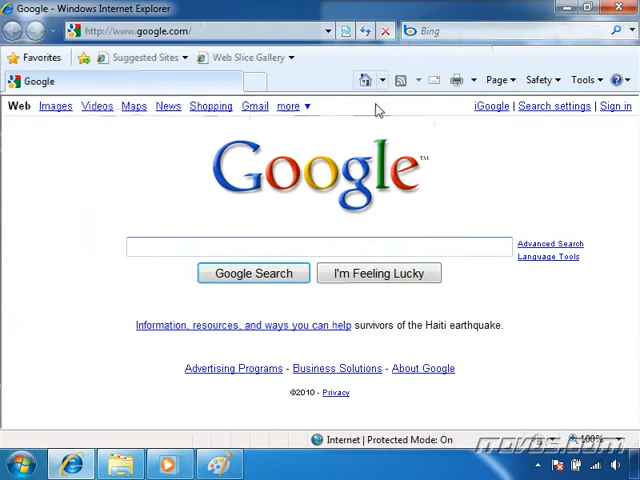 Google - Windows Internet Explorer
http://www.google.com/
Bing
Favorites
Suggested Sites
Web Slice Gallery
Google
Page
Safety
Tools
Web Images Videos Maps News Shopping Gmail more ▼
iGoogle | Search settings | Sign in
Google™
Advanced Search
Language Tools
Google Search
I'm Feeling Lucky
Information, resources, and ways you can help survivors of the Haiti earthquake.
Advertising Programs - Business Solutions - About Google
©2010 - Privacy
Internet | Protected Mode: On
100%